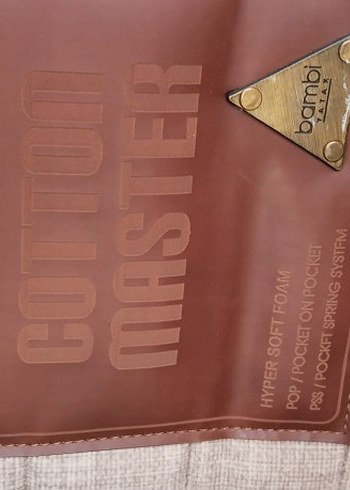 COTTON
MASTER
bambi
YATAK
HYPER SOFT FOAM
POP / POCKET ON POCKET
PSS / POCKET SPRING SYSTEM